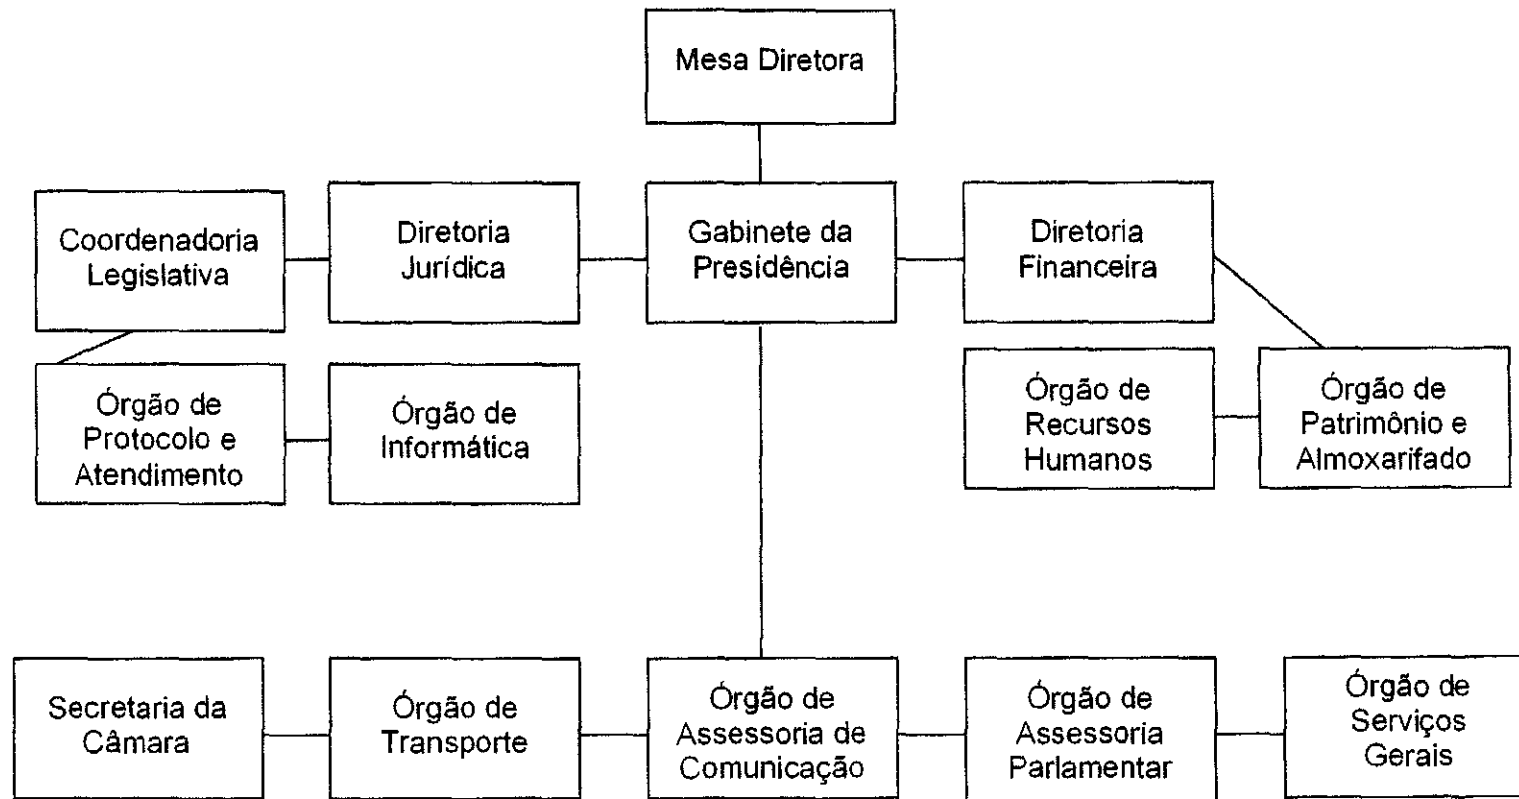 Mesa Diretora
Coordenadoria
Legislativa
Diretoria
Jurídica
Gabinete da
Presidência
Diretoria
Financeira
Órgão de
Protocolo e
Atendimento
Órgão de
Informática
Órgão de
Recursos
Humanos
Órgão de
Patrimônio e
Almoxarifado
Secretaria da
Câmara
Órgão de
Transporte
Órgão de
Assessoria de
Comunicação
Órgão de
Assessoria
Parlamentar
Órgão de
Serviços
Gerais